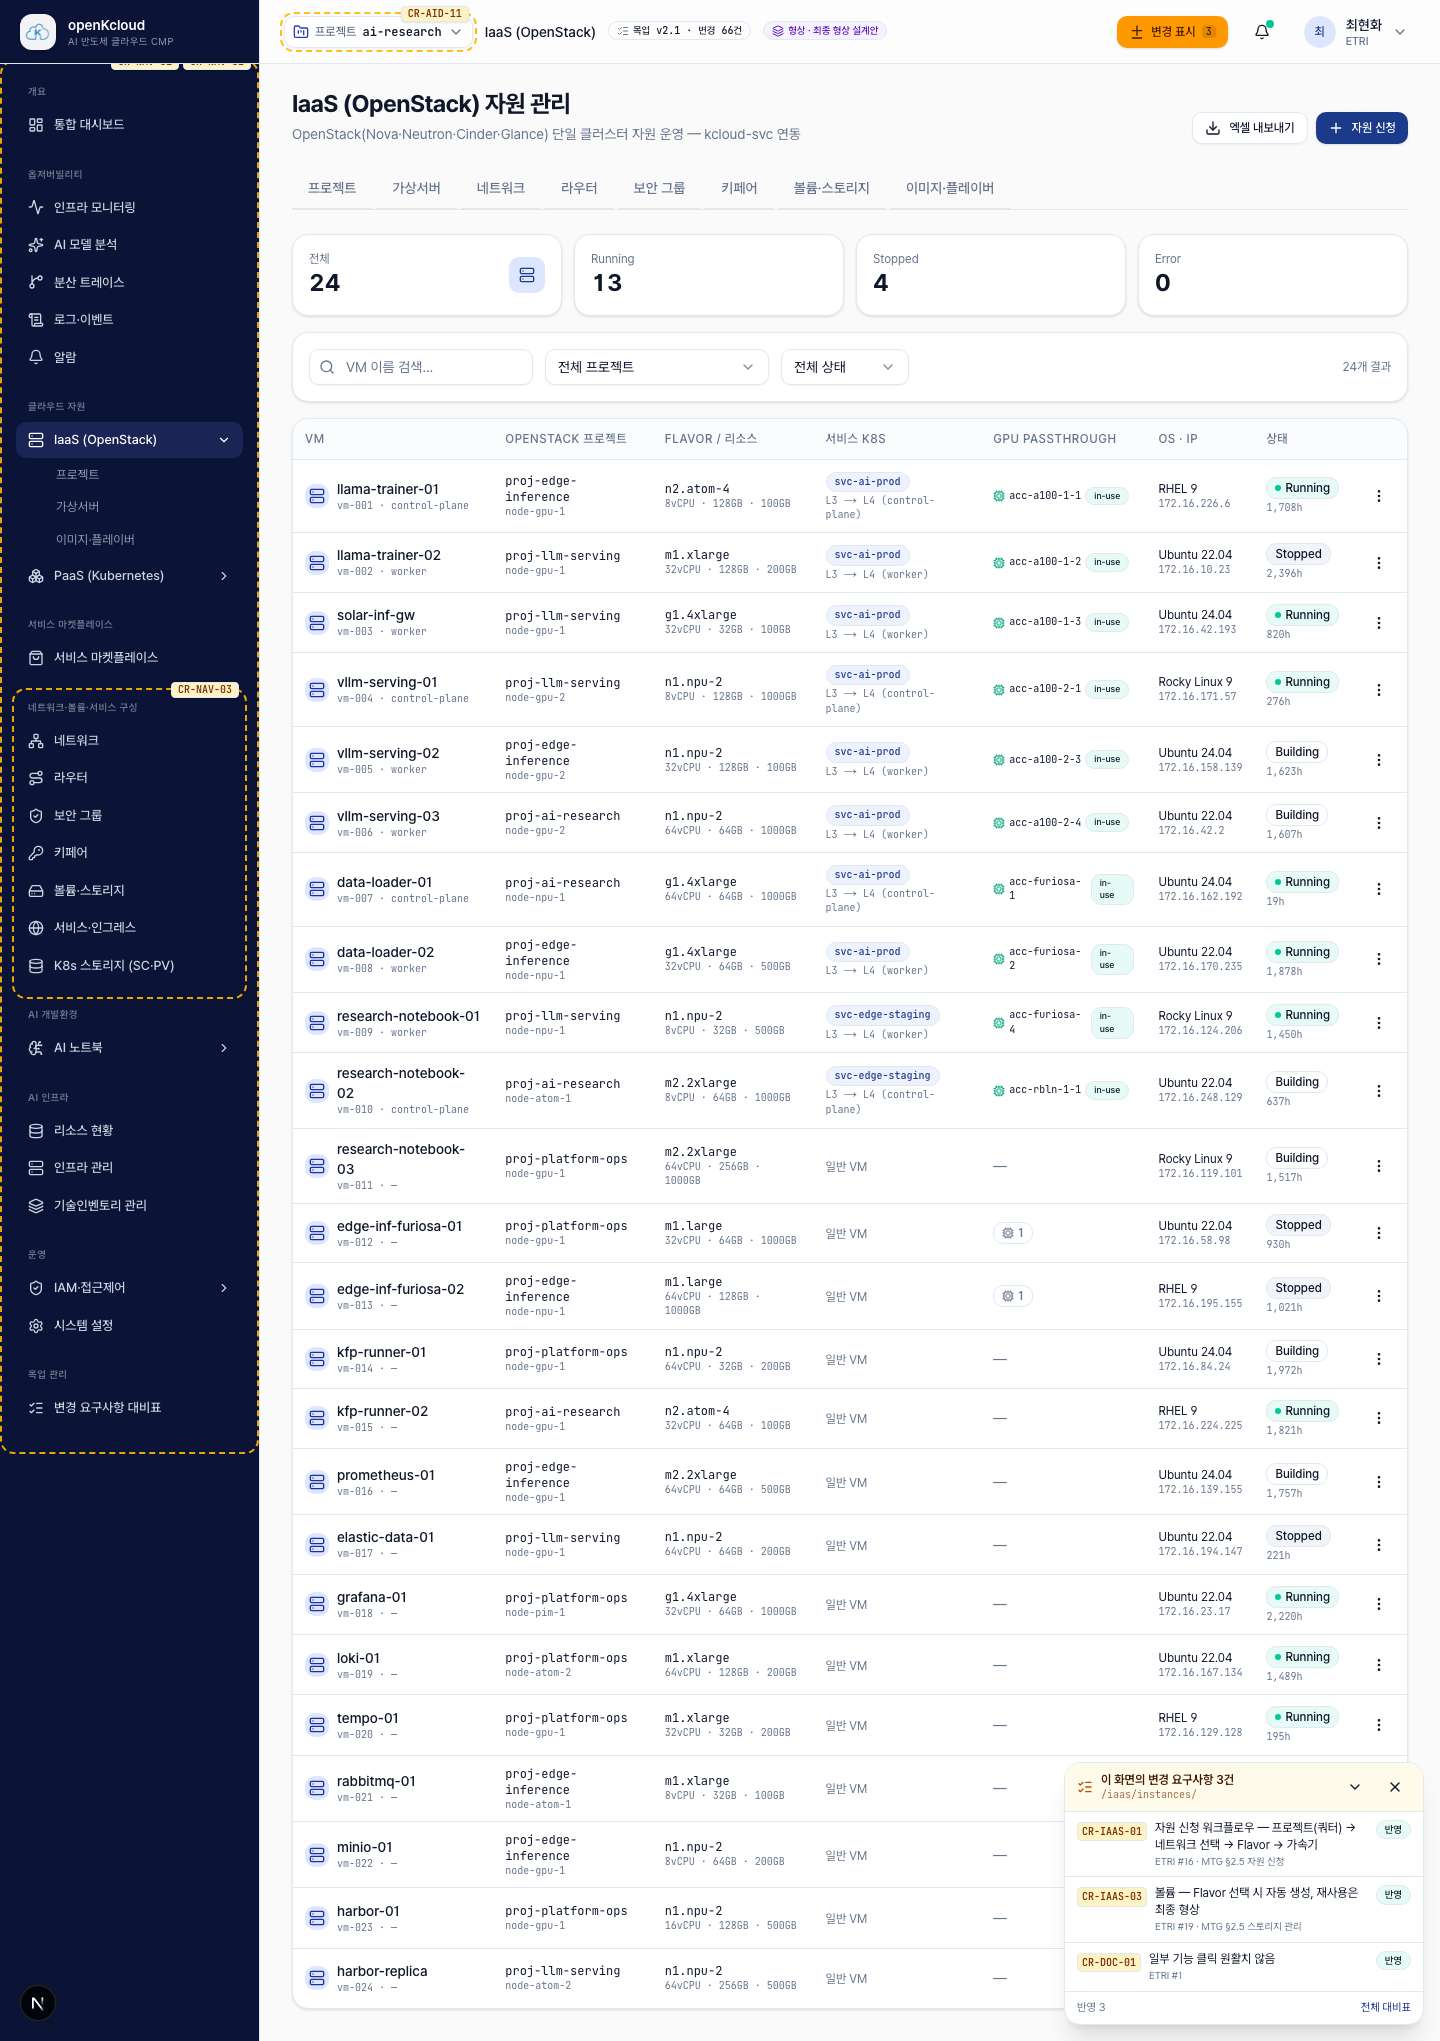 openKcloud
AI 반도체 클라우드 CMP
개요
통합 대시보드
옵저버빌리티
인프라 모니터링
AI 모델 분석
분산 트레이스
로그·이벤트
알람
클라우드 자원
IaaS (OpenStack)
프로젝트
가상서버
이미지·플레이버
PaaS (Kubernetes)
서비스 마켓플레이스
서비스 마켓플레이스
CR-NAV-03
네트워크·볼륨·서비스 구성
네트워크
라우터
보안 그룹
키페어
볼륨·스토리지
서비스·인그레스
K8s 스토리지 (SC·PV)
AI 개발환경
AI 노트북
AI 인프라
리소스 현황
인프라 관리
기술인벤토리 관리
운영
IAM·접근제어
시스템 설정
목업 관리
변경 요구사항 대비표
N
CR-AID-11
프로젝트 ai-research
IaaS (OpenStack)
목업 v2.1 · 변경 66건
형상 · 최종 형상 설계안
변경 표시 3
최
최현화
ETRI
IaaS (OpenStack) 자원 관리
OpenStack(Nova·Neutron·Cinder·Glance) 단일 클러스터 자원 운영 — kcloud-svc 연동
엑셀 내보내기
자원 신청
프로젝트 가상서버 네트워크 라우터 보안 그룹 키페어 볼륨·스토리지 이미지·플레이버
전체
24
Running
13
Stopped
4
Error
0
VM 이름 검색...
전체 프로젝트
전체 상태
24개 결과
VM OPENSTACK 프로젝트 FLAVOR / 리소스 서비스 K8S GPU PASSTHROUGH OS · IP 상태
llama-trainer-01
vm-001 · control-plane
proj-edge-
inference
node-gpu-1
n2.atom-4
8vCPU · 128GB · 100GB
svc-ai-prod
L3 → L4 (control-
plane)
acc-a100-1-1 in-use
RHEL 9
172.16.226.6
Running
1,708h
llama-trainer-02
vm-002 · worker
proj-llm-serving
node-gpu-1
m1.xlarge
32vCPU · 128GB · 200GB
svc-ai-prod
L3 → L4 (worker)
acc-a100-1-2 in-use
Ubuntu 22.04
172.16.10.23
Stopped
2,396h
solar-inf-gw
vm-003 · worker
proj-llm-serving
node-gpu-1
g1.4xlarge
32vCPU · 32GB · 100GB
svc-ai-prod
L3 → L4 (worker)
acc-a100-1-3 in-use
Ubuntu 24.04
172.16.42.193
Running
820h
vllm-serving-01
vm-004 · control-plane
proj-llm-serving
node-gpu-2
n1.npu-2
8vCPU · 128GB · 1000GB
svc-ai-prod
L3 → L4 (control-
plane)
acc-a100-2-1 in-use
Rocky Linux 9
172.16.171.57
Running
276h
vllm-serving-02
vm-005 · worker
proj-edge-
inference
node-gpu-2
n1.npu-2
32vCPU · 128GB · 100GB
svc-ai-prod
L3 → L4 (worker)
acc-a100-2-3 in-use
Ubuntu 24.04
172.16.158.139
Building
1,623h
vllm-serving-03
vm-006 · worker
proj-ai-research
node-gpu-2
n1.npu-2
64vCPU · 64GB · 1000GB
svc-ai-prod
L3 → L4 (worker)
acc-a100-2-4 in-use
Ubuntu 22.04
172.16.42.2
Building
1,607h
data-loader-01
vm-007 · control-plane
proj-ai-research
node-npu-1
g1.4xlarge
64vCPU · 64GB · 1000GB
svc-ai-prod
L3 → L4 (control-
plane)
acc-furiosa-
1
in-
use
Ubuntu 24.04
172.16.162.192
Running
19h
data-loader-02
vm-008 · worker
proj-edge-
inference
node-npu-1
g1.4xlarge
32vCPU · 64GB · 500GB
svc-ai-prod
L3 → L4 (worker)
acc-furiosa-
2
in-
use
Ubuntu 22.04
172.16.170.235
Running
1,878h
research-notebook-01
vm-009 · worker
proj-llm-serving
node-npu-1
n1.npu-2
8vCPU · 32GB · 500GB
svc-edge-staging
L3 → L4 (worker)
acc-furiosa-
4
in-
use
Rocky Linux 9
172.16.124.206
Running
1,450h
research-notebook-
02
vm-010 · control-plane
proj-ai-research
node-atom-1
m2.2xlarge
8vCPU · 64GB · 1000GB
svc-edge-staging
L3 → L4 (control-
plane)
acc-rbln-1-1 in-use
Ubuntu 22.04
172.16.248.129
Building
637h
research-notebook-
03
vm-011 · —
proj-platform-ops
node-gpu-1
m2.2xlarge
64vCPU · 256GB ·
1000GB
일반 VM
—
Rocky Linux 9
172.16.119.101
Building
1,517h
edge-inf-furiosa-01
vm-012 · —
proj-platform-ops
node-gpu-1
m1.large
32vCPU · 64GB · 1000GB
일반 VM
1
Ubuntu 22.04
172.16.58.98
Stopped
930h
edge-inf-furiosa-02
vm-013 · —
proj-edge-
inference
node-npu-1
m1.large
64vCPU · 128GB ·
1000GB
일반 VM
1
RHEL 9
172.16.195.155
Stopped
1,021h
kfp-runner-01
vm-014 · —
proj-platform-ops
node-gpu-1
n1.npu-2
64vCPU · 32GB · 200GB
일반 VM
—
Ubuntu 24.04
172.16.84.24
Building
1,972h
kfp-runner-02
vm-015 · —
proj-ai-research
node-gpu-1
n2.atom-4
32vCPU · 64GB · 100GB
일반 VM
—
RHEL 9
172.16.224.225
Running
1,821h
prometheus-01
vm-016 · —
proj-edge-
inference
node-gpu-1
m2.2xlarge
64vCPU · 64GB · 500GB
일반 VM
—
Ubuntu 24.04
172.16.139.155
Building
1,757h
elastic-data-01
vm-017 · —
proj-llm-serving
node-gpu-1
n1.npu-2
64vCPU · 64GB · 200GB
일반 VM
—
Ubuntu 22.04
172.16.194.147
Stopped
221h
grafana-01
vm-018 · —
proj-platform-ops
node-pim-1
g1.4xlarge
32vCPU · 64GB · 1000GB
일반 VM
—
Ubuntu 22.04
172.16.23.17
Running
2,220h
loki-01
vm-019 · —
proj-platform-ops
node-atom-2
m1.xlarge
64vCPU · 128GB · 200GB
일반 VM
—
Ubuntu 22.04
172.16.167.134
Running
1,489h
tempo-01
vm-020 · —
proj-platform-ops
node-gpu-1
m1.xlarge
32vCPU · 32GB · 200GB
일반 VM
—
RHEL 9
172.16.129.128
Running
195h
rabbitmq-01
vm-021 · —
proj-edge-
inference
node-atom-1
m1.xlarge
8vCPU · 32GB · 100GB
일반 VM
—
minio-01
vm-022 · —
proj-edge-
inference
node-gpu-1
n1.npu-2
8vCPU · 64GB · 200GB
일반 VM
—
harbor-01
vm-023 · —
proj-platform-ops
node-gpu-1
n1.npu-2
16vCPU · 128GB · 500GB
일반 VM
—
harbor-replica
vm-024 · —
proj-llm-serving
node-atom-2
n1.npu-2
64vCPU · 256GB · 500GB
일반 VM
—
이 화면의 변경 요구사항 3건
/iaas/instances/
CR-IAAS-01
자원 신청 워크플로우 — 프로젝트(쿼터) →
네트워크 선택 → Flavor → 가속기
ETRI #16 · MTG §2.5 자원 신청
반영
CR-IAAS-03
볼륨 — Flavor 선택 시 자동 생성, 재사용은
최종 형상
ETRI #19 · MTG §2.5 스토리지 관리
반영
CR-DOC-01
일부 기능 클릭 원활치 않음
ETRI #1
반영
반영 3
전체 대비표